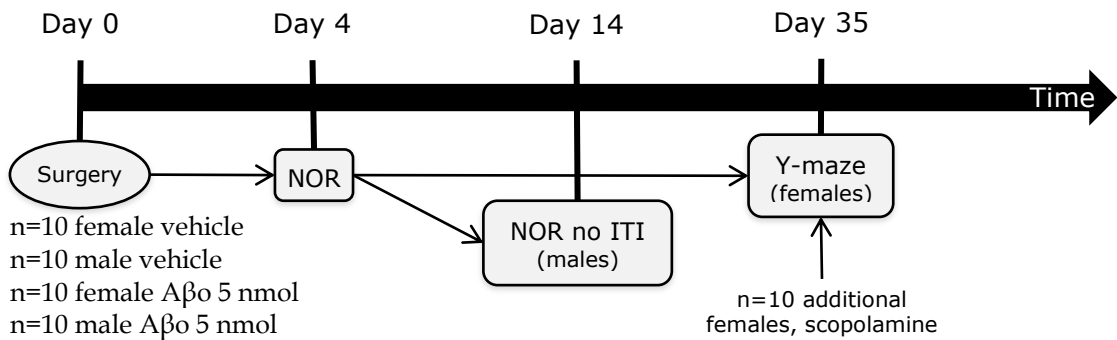 Day 0
Day 4
Day 14
Day 35
Time
Surgery
NOR
Y-maze
(females)
NOR no ITI
(males)
n=10 female vehicle
n=10 male vehicle
n=10 female Aβo 5 nmol
n=10 male Aβo 5 nmol
n=10 additional
females, scopolamine